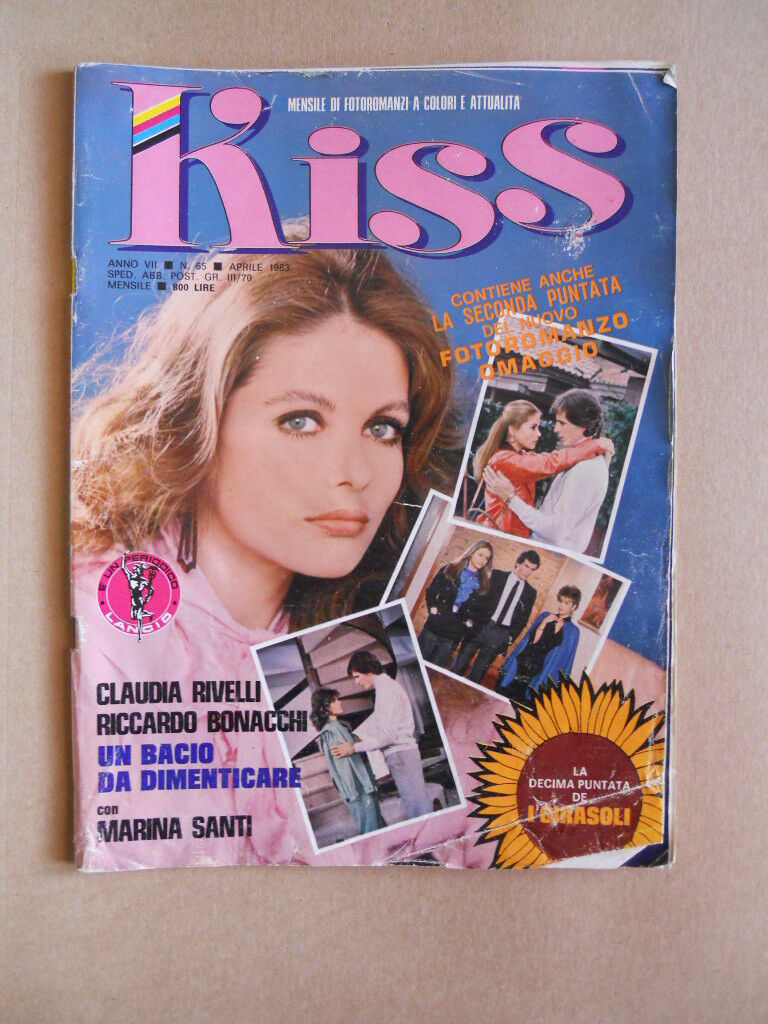 MENSILE DI FOTOROMANZI A COLORI E ATTUALITA'
Kiss
ANNO VII ■ N. 65 ■ APRILE 1983
SPED. ABB. POST. GR. III/70
MENSILE ■ 800 LIRE
CONTIENE ANCHE
LA SECONDA PUNTATA
DEL NUOVO
FOTOROMANZO
OMAGGIO
È UN PERIODICO
LANCIO
CLAUDIA RIVELLI
RICCARDO BONACCHI
UN BACIO
DA DIMENTICARE
con
MARINA SANTI
LA
DECIMA PUNTATA
DE
I GIRASOLI